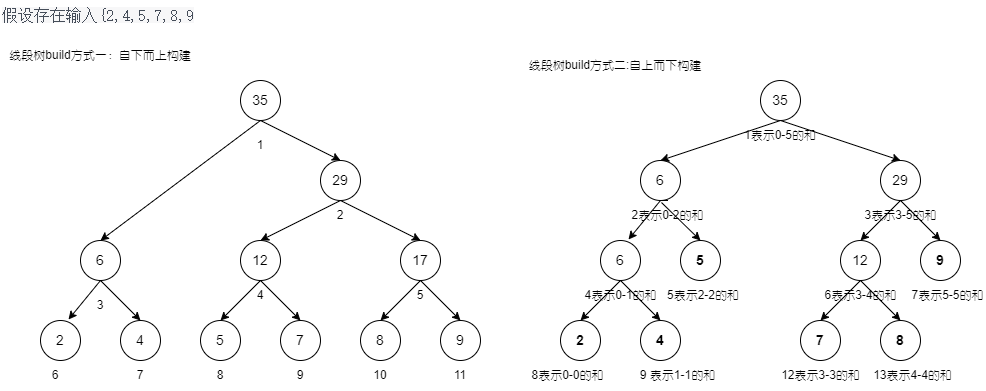 假设存在输入{2,4,5,7,8,9
线段树build方式一：自下而上构建
线段树build方式二:自上而下构建
35
1
29
2
6
12
17
3
4
5
2
4
5
7
8
9
6
7
8
9
10
11
35
1表示0-5的和
6
29
2表示0-2的和
3表示3-5的和
6
5
12
9
4表示0-1的和
5表示2-2的和
6表示3-4的和
7表示5-5的和
2
4
7
8
8表示0-0的和
9 表示1-1的和
12表示3-3的和
13表示4-4的和